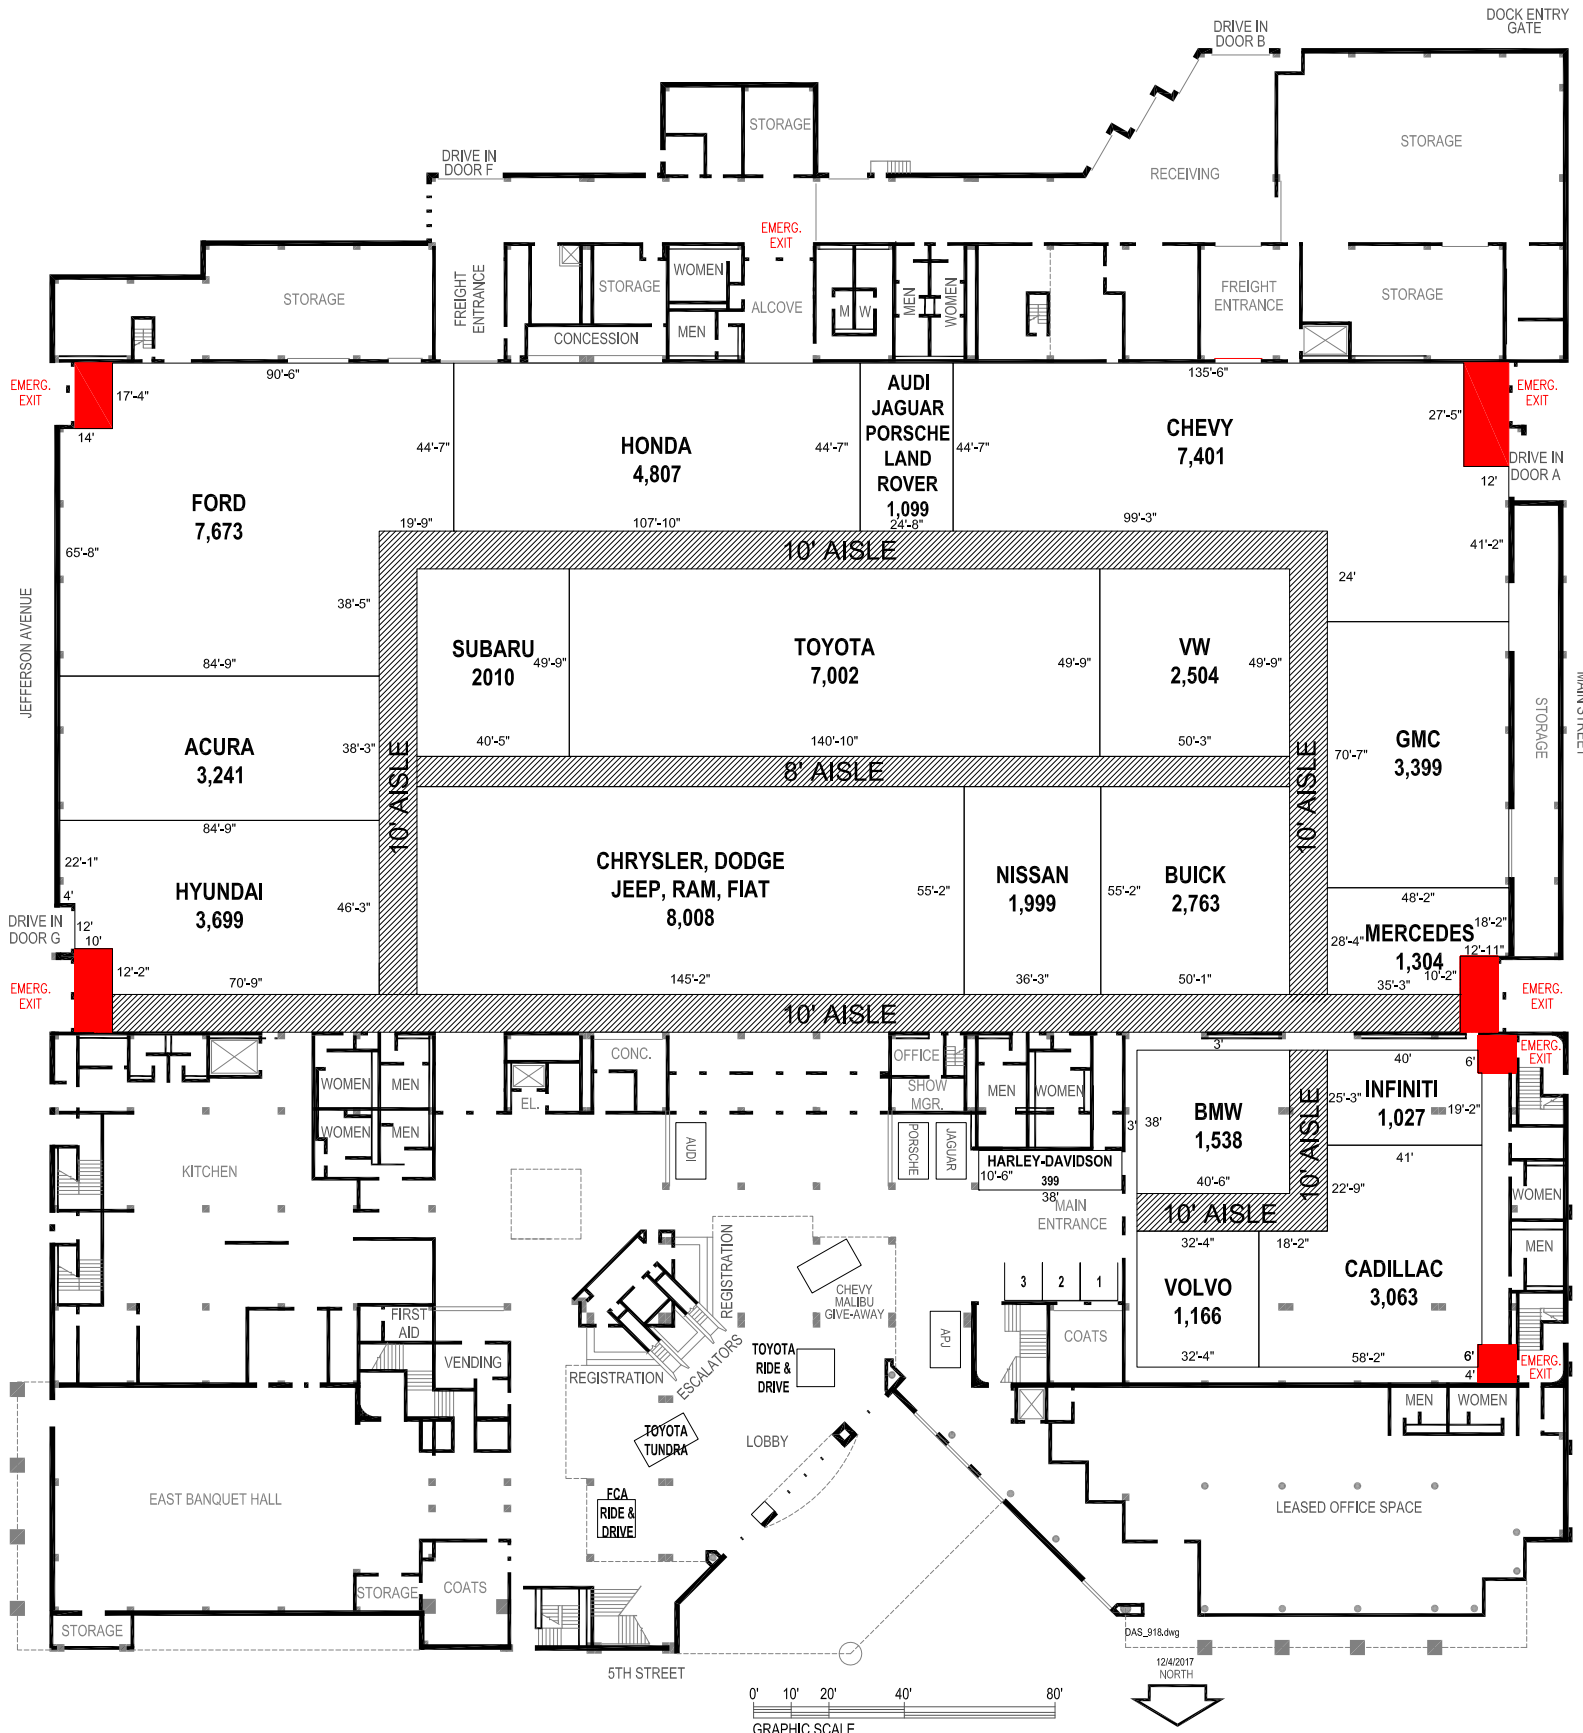 DOCK ENTRY
GATE
DRIVE IN
DOOR B
STORAGE
STORAGE
DRIVE IN
DOOR F
RECEIVING
EMERG.
EXIT
STORAGE
FREIGHT
ENTRANCE
STORAGE
WOMEN
MEN
CONCESSION
ALCOVE
M W
MEN
WOMEN
FREIGHT
ENTRANCE
STORAGE
EMERG.
EXIT
90'-6"
17'-4"
14'
44'-7"
HONDA
4,807
44'-7"
107'-10"
AUDI
JAGUAR
PORSCHE
LAND
ROVER
1,099
24'-8"
44'-7"
135'-6"
CHEVY
7,401
99'-3"
27'-5"
12'
EMERG.
EXIT
DRIVE IN
DOOR A
41'-2"
24'
FORD
7,673
19'-9"
65'-8"
38'-5"
84'-9"
JEFFERSON AVENUE
10' AISLE
SUBARU
2010
49'-9"
40'-5"
TOYOTA
7,002
49'-9"
140'-10"
VW
2,504
49'-9"
50'-3"
STORAGE
MAIN STREET
GMC
3,399
70'-7"
48'-2"
ACURA
3,241
38'-3"
84'-9"
8' AISLE
10' AISLE
10' AISLE
22'-1"
4'
HYUNDAI
3,699
46'-3"
DRIVE IN
DOOR G
12'
10'
12'-2"
70'-9"
EMERG.
EXIT
CHRYSLER, DODGE
JEEP, RAM, FIAT
8,008
55'-2"
145'-2"
NISSAN
1,999
36'-3"
55'-2"
BUICK
2,763
50'-1"
28'-4"
MERCEDES
1,304
18'-2"
12'-11"
10'-2"
35'-3"
EMERG.
EXIT
10' AISLE
WOMEN
MEN
WOMEN
MEN
KITCHEN
EL.
CONC.
OFFICE
SHOW
MGR.
MEN
WOMEN
AUDI
PORSCHE
JAGUAR
HARLEY-DAVIDSON
10'-6"
399
38'
MAIN
ENTRANCE
3'
3'
38'
BMW
1,538
40'-6"
10' AISLE
10' AISLE
40'
6'
INFINITI
1,027
25'-3"
19'-2"
41'
EMERG.
EXIT
22'-9"
WOMEN
MEN
32'-4"
VOLVO
1,166
32'-4"
18'-2"
CADILLAC
3,063
58'-2"
6'
4'
EMERG.
EXIT
3 2 1
COATS
REGISTRATION
CHEVY
MALIBU
GIVE-AWAY
APJ
FIRST
AID
VENDING
REGISTRATION
ESCALATORS
TOYOTA
RIDE &
DRIVE
TOYOTA
TUNDRA
LOBBY
FCA
RIDE &
DRIVE
EAST BANQUET HALL
STORAGE
COATS
STORAGE
MEN
WOMEN
LEASED OFFICE SPACE
DAS_918.dwg
5TH STREET
12/4/2017
NORTH
0' 10' 20' 40' 80'
GRAPHIC SCALE